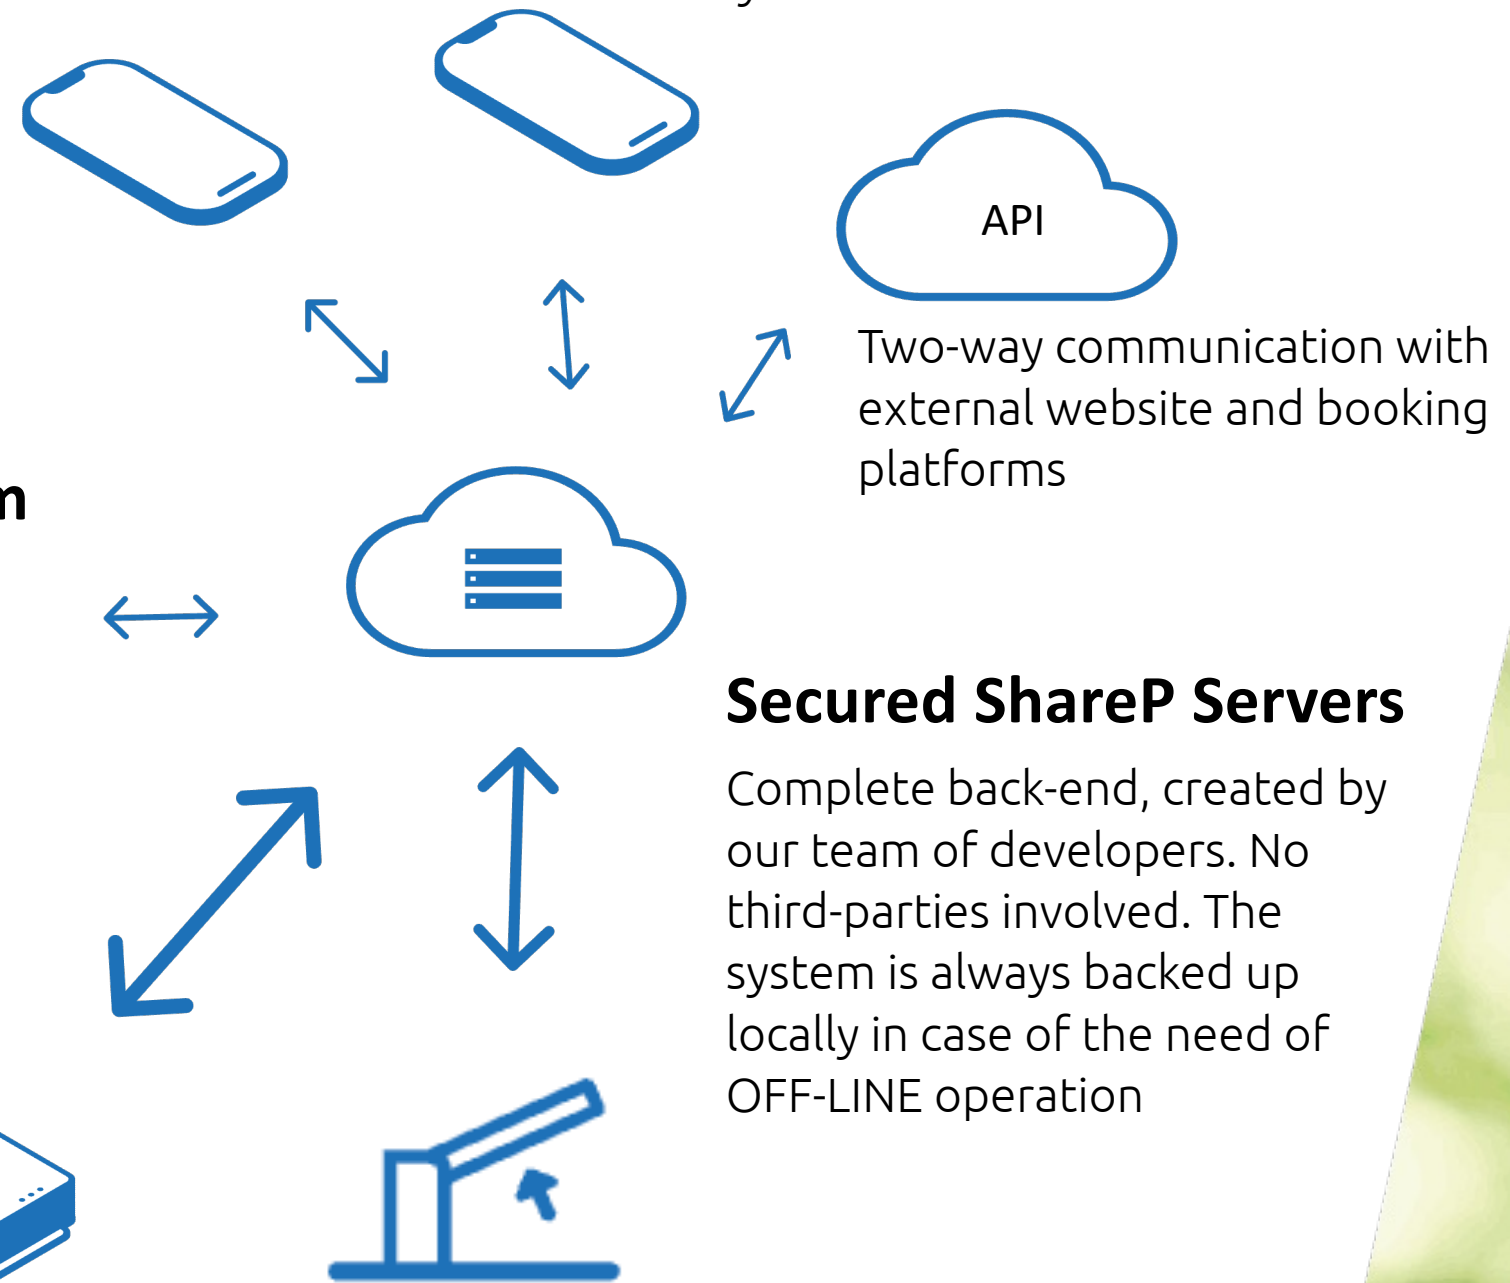 API
Two-way communication with
external website and booking
platforms
Secured ShareP Servers
Complete back-end, created by
our team of developers. No
third-parties involved. The
system is always backed up
locally in case of the need of
OFF-LINE operation